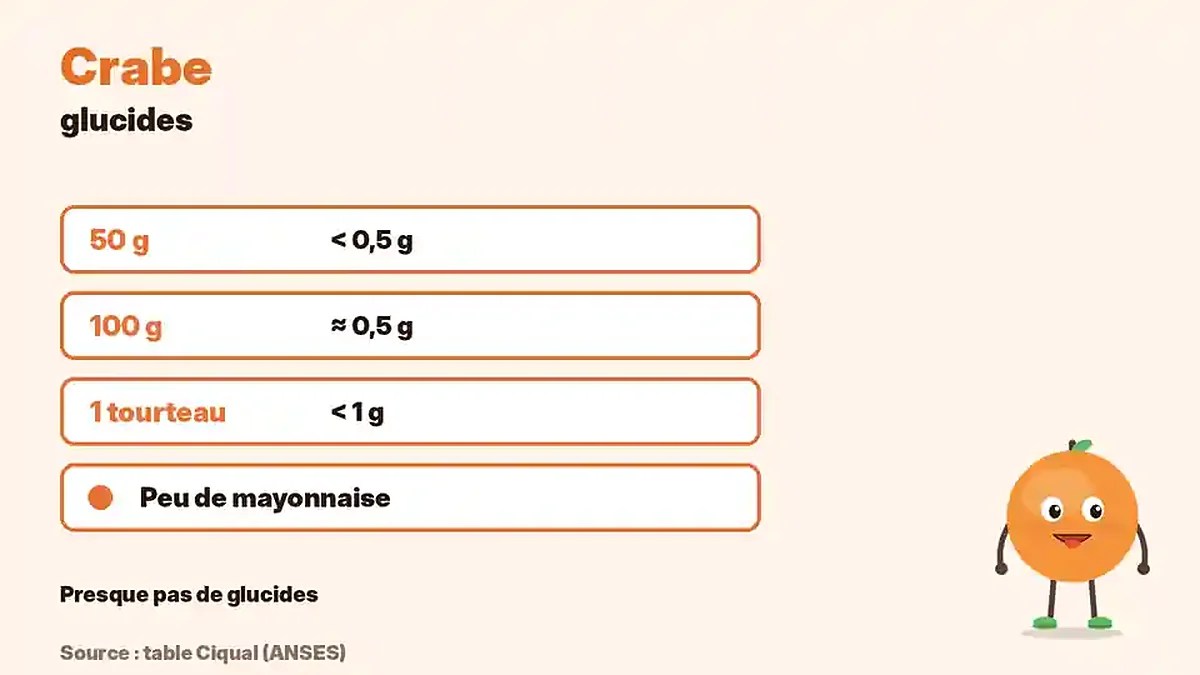 Crabe
glucides
50 g < 0,5 g
100 g ≈ 0,5 g
1 tourteau < 1 g
Peu de mayonnaise
Presque pas de glucides
Source : table Ciqual (ANSES)